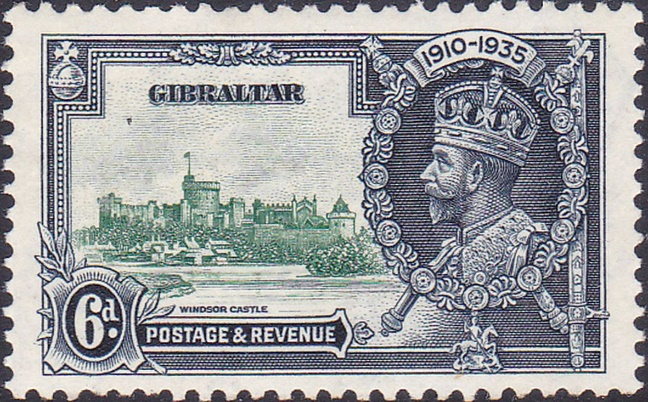 1910-1935
GIBRALTAR
WINDSOR CASTLE
6d.
POSTAGE & REVENUE